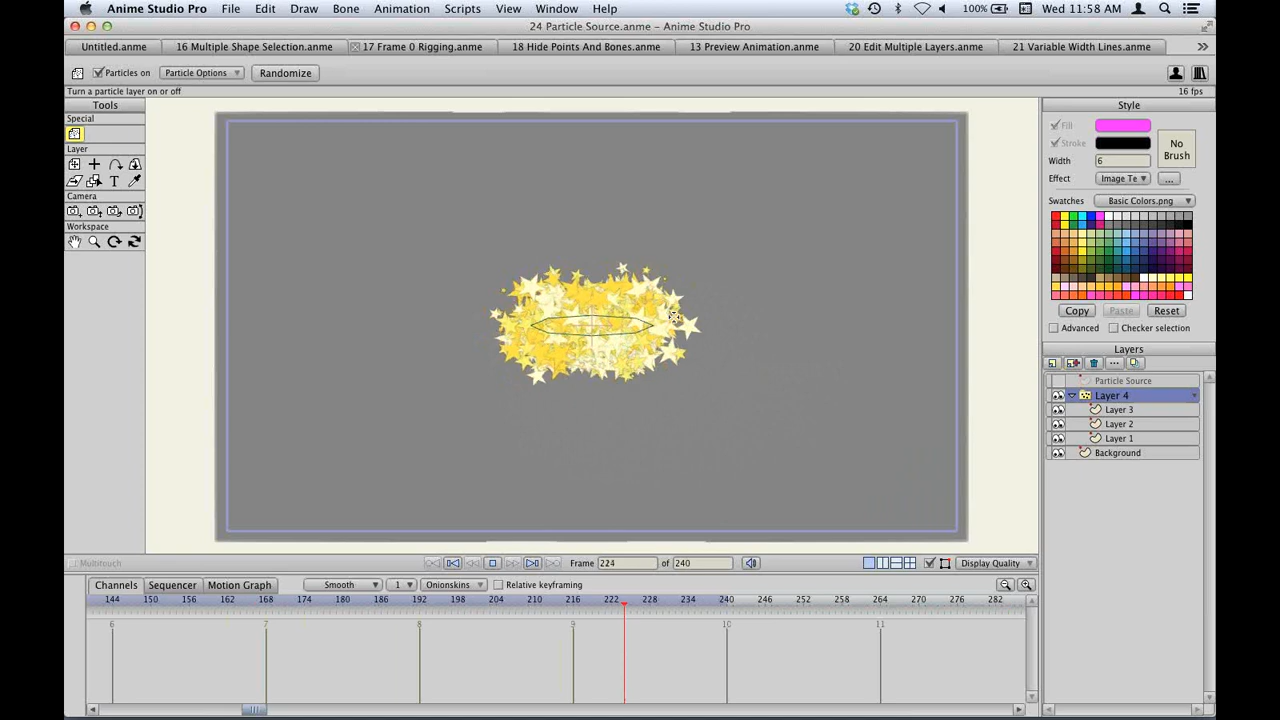 Anime Studio Pro File Edit Draw Bone Animation Scripts View Window Help 100% Wed 11:58 AM
24 Particle Source.anme – Anime Studio Pro
Untitled.anme 16 Multiple Shape Selection.anme 17 Frame 0 Rigging.anme 18 Hide Points And Bones.anme 13 Preview Animation.anme 20 Edit Multiple Layers.anme 21 Variable Width Lines.anme »
Particles on Particle Options Randomize
Turn a particle layer on or off 16 fps
Tools
Special
Layer
T
Camera
Workspace
Style
Fill
Stroke
No Brush
Width 6
Effect Image Te ...
Swatches Basic Colors.png
Copy Paste Reset
Advanced Checker selection
Layers
Particle Source
Layer 4
Layer 3
Layer 2
Layer 1
Background
Multitouch Frame 224 of 240 Display Quality
Channels Sequencer Motion Graph Smooth 1 Onionskins Relative keyframing
144 150 156 162 168 174 180 186 192 198 204 210 216 222 228 234 240 246 252 258 264 270 276 282
6 7 8 9 10 11